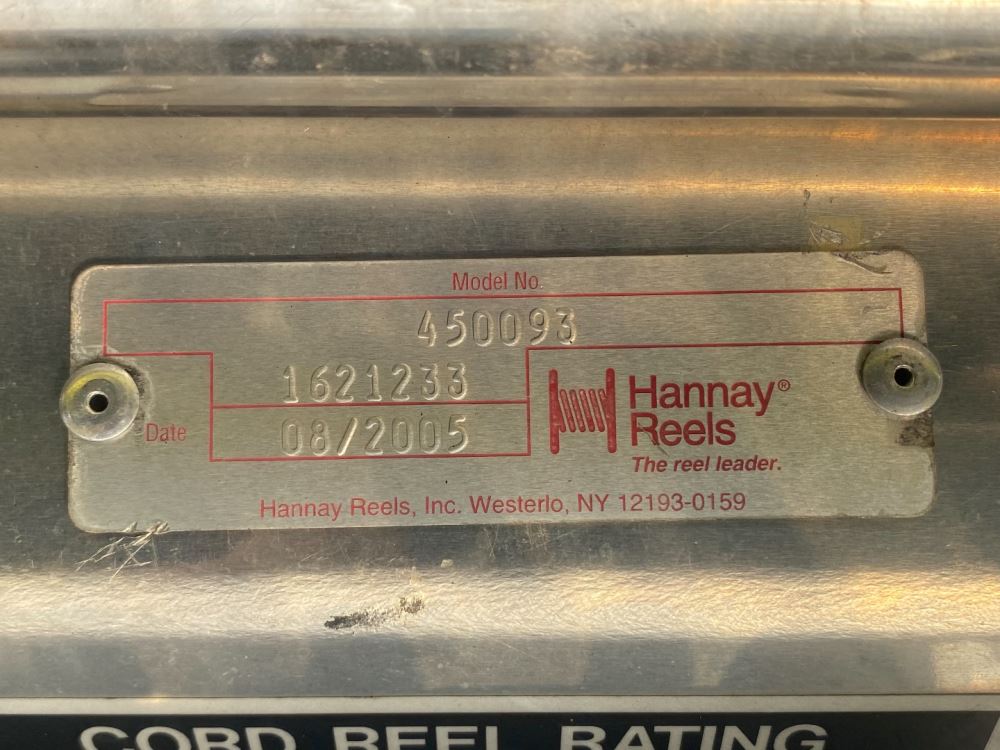 Model No.
450093
1621233
Date 08/2005
Hannay®
Reels
The reel leader.
Hannay Reels, Inc. Westerlo, NY 12193-0159
CORD REEL RATING